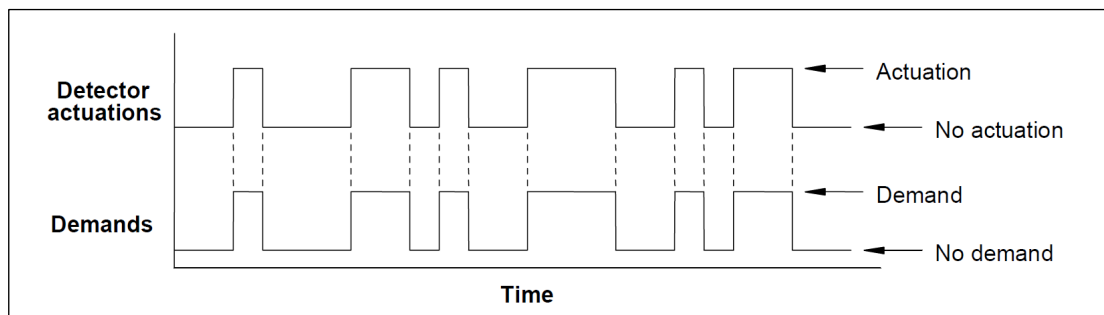 Detector
actuations
Actuation
No actuation
Demands
Demand
No demand
Time